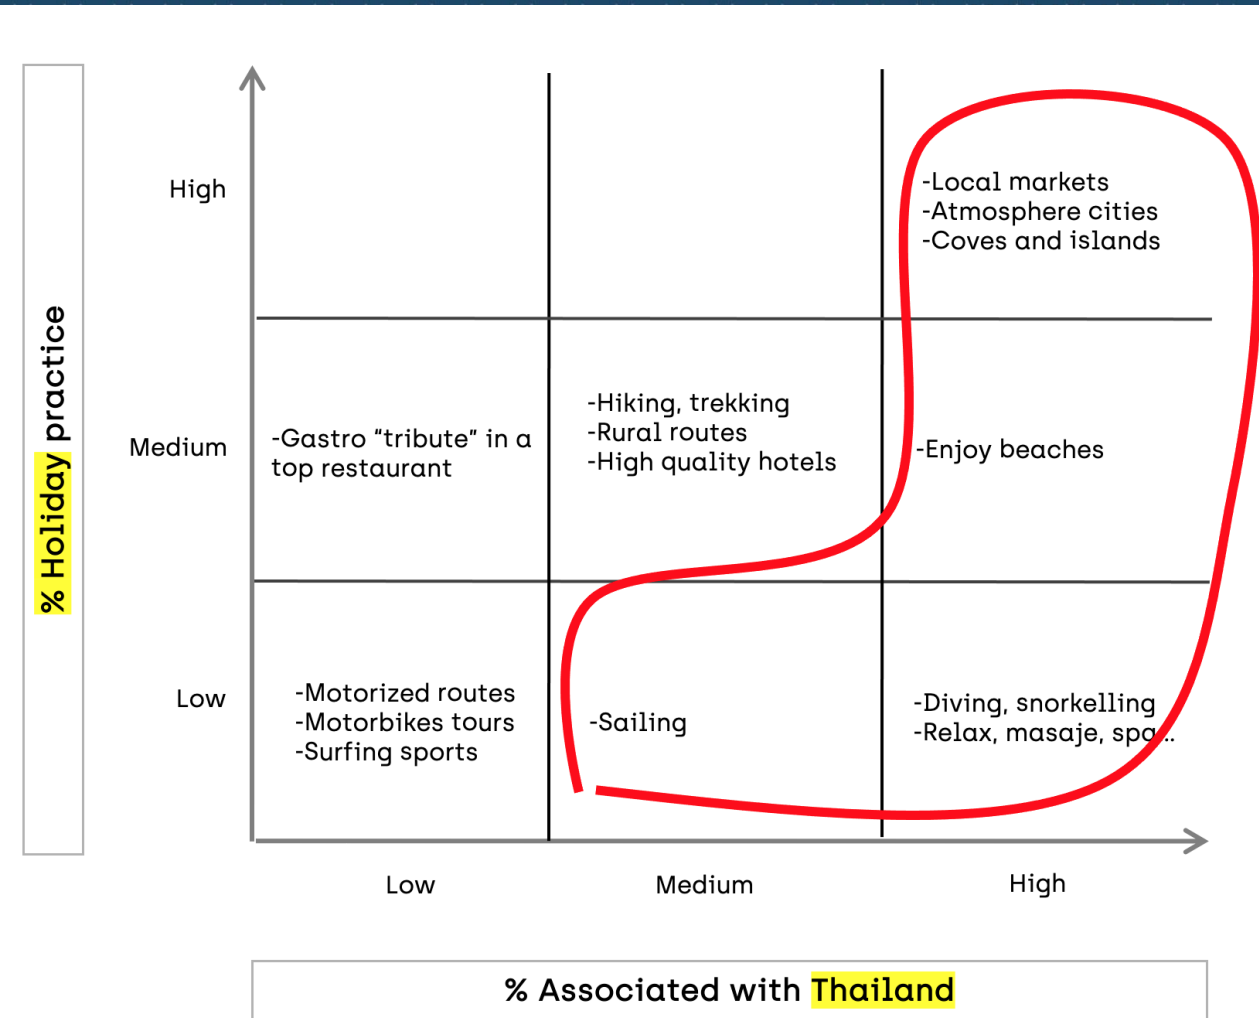 % Holiday practice
High
-Local markets
-Atmosphere cities
-Coves and islands
Medium
-Gastro “tribute” in a
top restaurant
-Hiking, trekking
-Rural routes
-High quality hotels
-Enjoy beaches
Low
-Motorized routes
-Motorbikes tours
-Surfing sports
-Sailing
-Diving, snorkelling
-Relax, masaje, spa...
Low
Medium
High
% Associated with Thailand